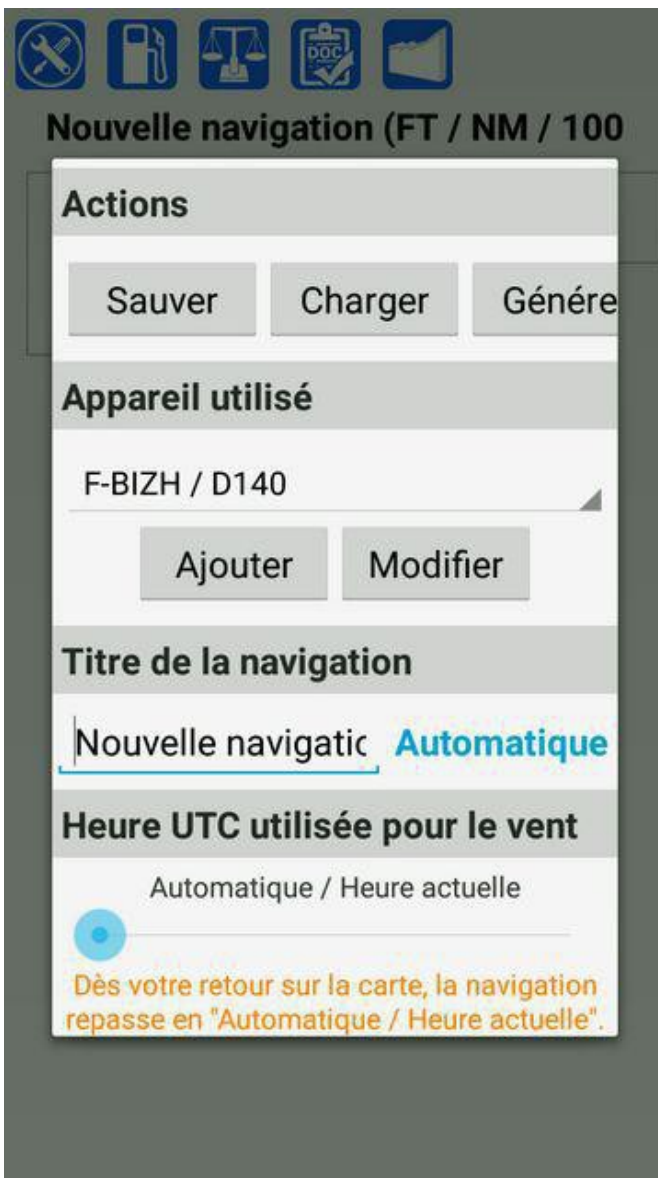 DOC
Nouvelle navigation (FT / NM / 100
Actions
Sauver Charger Génére
Appareil utilisé
F-BIZH / D140
Ajouter Modifier
Titre de la navigation
Nouvelle navigatic Automatique
Heure UTC utilisée pour le vent
Automatique / Heure actuelle
Dès votre retour sur la carte, la navigation
repasse en "Automatique / Heure actuelle".